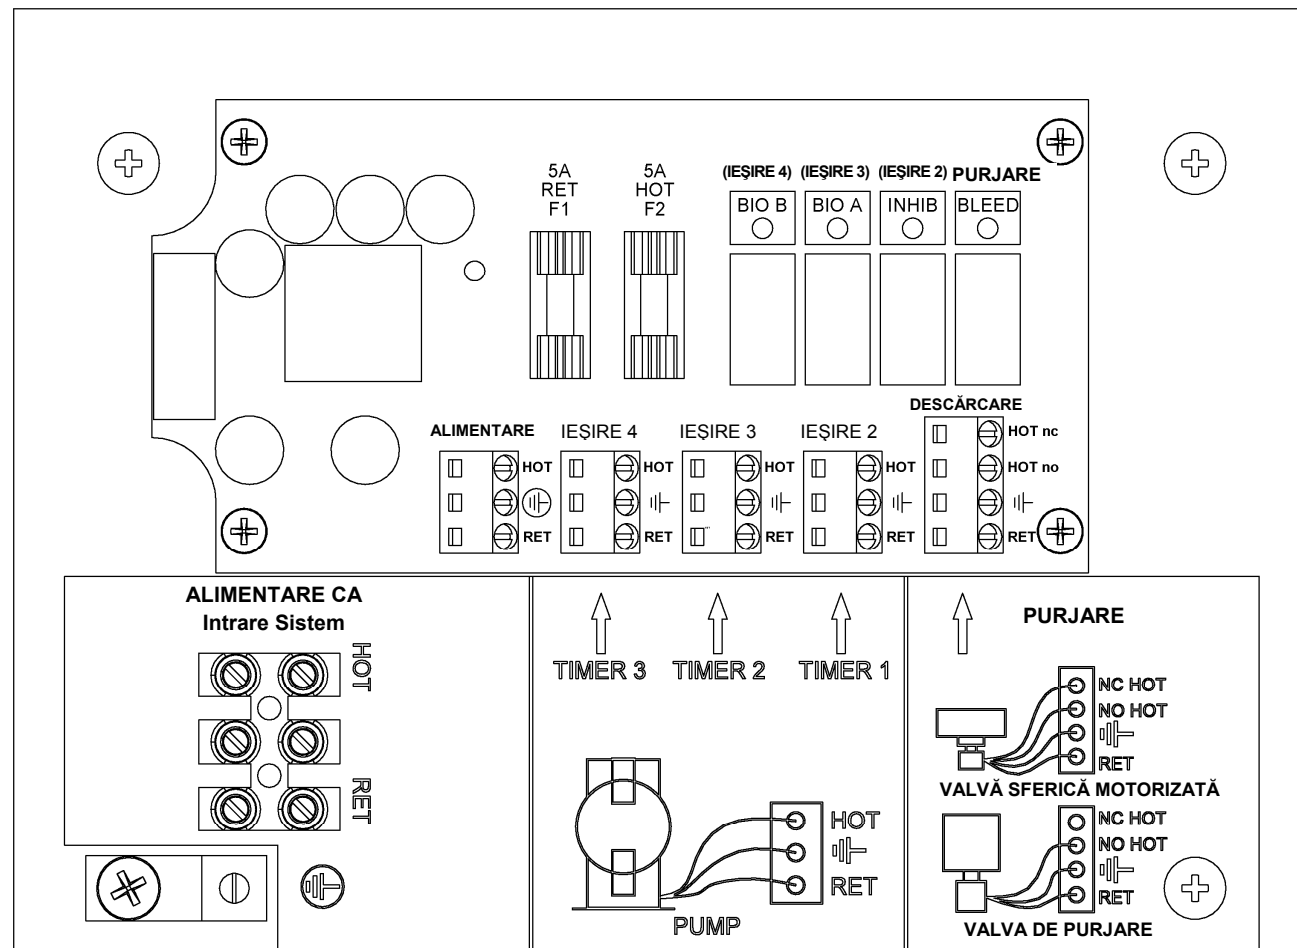 5A
RET
F1
5A
HOT
F2
(IEŞIRE 4) (IEŞIRE 3) (IEŞIRE 2) PURJARE
BIO B BIO A INHIB BLEED
DESCĂRCARE
ALIMENTARE IEŞIRE 4 IEŞIRE 3 IEŞIRE 2
HOT nc
HOT HOT HOT HOT HOT no
RET RET RET RET RET
ALIMENTARE CA
Intrare Sistem
HOT
RET
TIMER 3 TIMER 2 TIMER 1
HOT
RET
PUMP
PURJARE
NC HOT
NO HOT
RET
VALVĂ SFERICĂ MOTORIZATĂ
NC HOT
NO HOT
RET
VALVA DE PURJARE